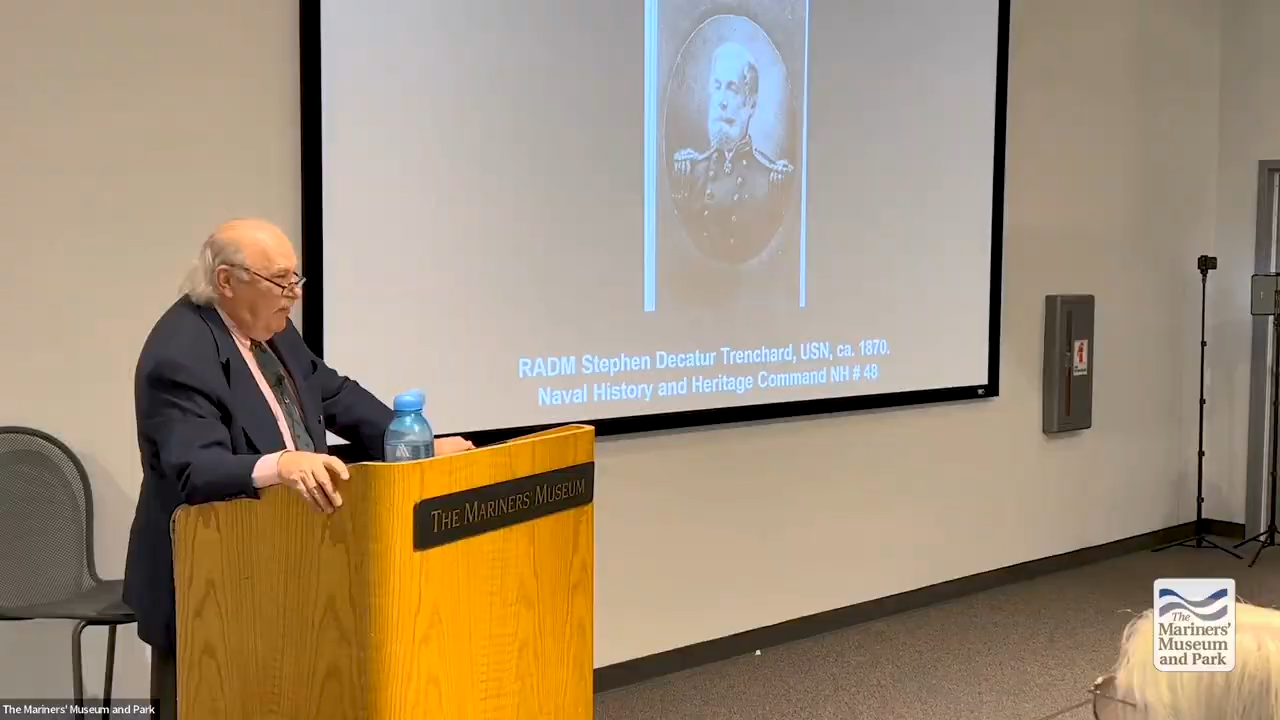 RADM Stephen Decatur Trenchard, USN, ca. 1870.
Naval History and Heritage Command NH # 48
THE MARINERS' MUSEUM
The
Mariners'
Museum
and Park
The Mariners' Museum and Park